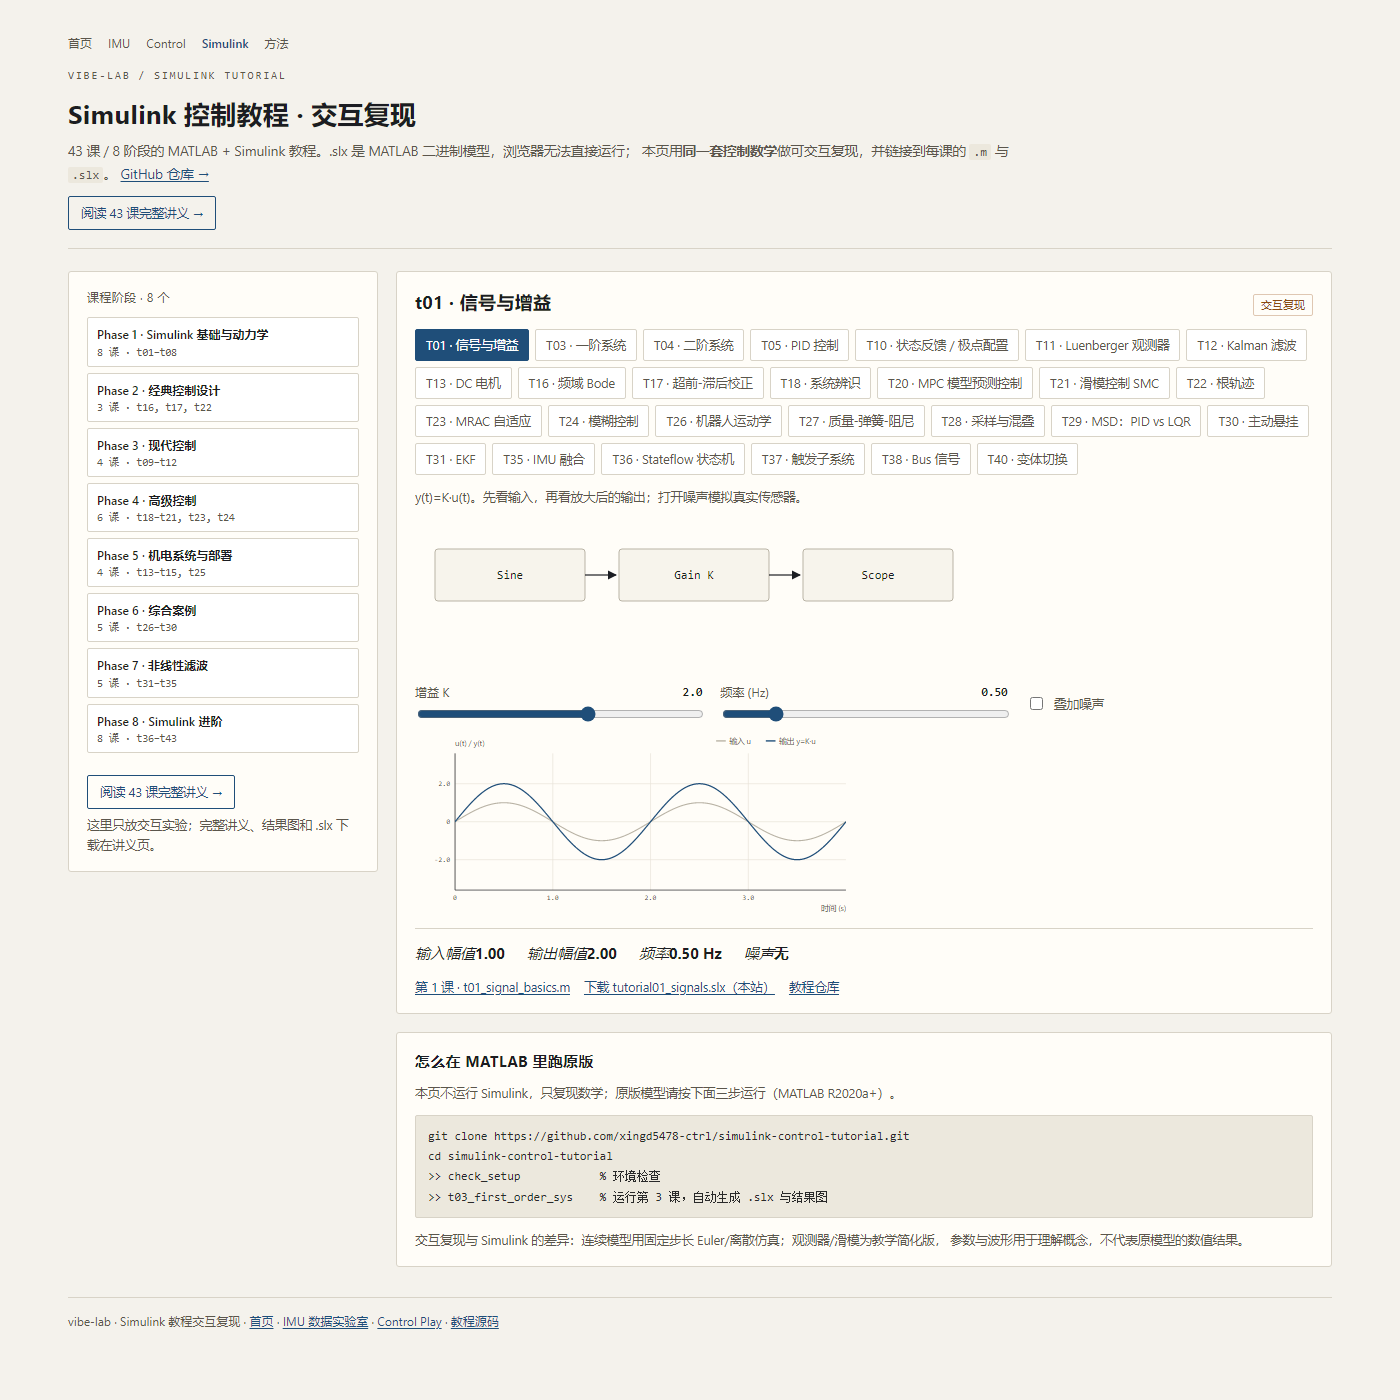 首页 IMU Control Simulink 方法
VIBE-LAB / SIMULINK TUTORIAL
Simulink 控制教程 · 交互复现
43 课 / 8 阶段的 MATLAB + Simulink 教程。.slx 是 MATLAB 二进制模型，浏览器无法直接运行； 本页用同一套控制数学做可交互复现，并链接到每课的 .m 与
.slx 。 GitHub 仓库 →
阅读 43 课完整讲义 →
课程阶段 · 8 个
Phase 1 · Simulink 基础与动力学
8 课 · t01–t08
Phase 2 · 经典控制设计
3 课 · t16, t17, t22
Phase 3 · 现代控制
4 课 · t09–t12
Phase 4 · 高级控制
6 课 · t18–t21, t23, t24
Phase 5 · 机电系统与部署
4 课 · t13–t15, t25
Phase 6 · 综合案例
5 课 · t26–t30
Phase 7 · 非线性滤波
5 课 · t31–t35
Phase 8 · Simulink 进阶
8 课 · t36–t43
阅读 43 课完整讲义 →
这里只放交互实验；完整讲义、结果图和 .slx 下
载在讲义页。
t01 · 信号与增益
交互复现
T01 · 信号与增益 T03 · 一阶系统 T04 · 二阶系统 T05 · PID 控制 T10 · 状态反馈 / 极点配置 T11 · Luenberger 观测器 T12 · Kalman 滤波
T13 · DC 电机 T16 · 频域 Bode T17 · 超前-滞后校正 T18 · 系统辨识 T20 · MPC 模型预测控制 T21 · 滑模控制 SMC T22 · 根轨迹
T23 · MRAC 自适应 T24 · 模糊控制 T26 · 机器人运动学 T27 · 质量-弹簧-阻尼 T28 · 采样与混叠 T29 · MSD：PID vs LQR T30 · 主动悬挂
T31 · EKF T35 · IMU 融合 T36 · Stateflow 状态机 T37 · 触发子系统 T38 · Bus 信号 T40 · 变体切换
y(t)=K·u(t)。先看输入，再看放大后的输出；打开噪声模拟真实传感器。
Sine Gain K Scope
增益 K 2.0 频率 (Hz) 0.50 叠加噪声
u(t) / y(t) 输入 u 输出 y=K·u
2.0
0
-2.0
0 1.0 2.0 3.0
时间 (s)
输入幅值1.00 输出幅值2.00 频率0.50 Hz 噪声无
第 1 课 · t01_signal_basics.m 下载 tutorial01_signals.slx（本站） 教程仓库
怎么在 MATLAB 里跑原版
本页不运行 Simulink，只复现数学；原版模型请按下面三步运行（MATLAB R2020a+）。
git clone https://github.com/xingd5478-ctrl/simulink-control-tutorial.git
cd simulink-control-tutorial
>> check_setup % 环境检查
>> t03_first_order_sys % 运行第 3 课，自动生成 .slx 与结果图
交互复现与 Simulink 的差异：连续模型用固定步长 Euler/离散仿真；观测器/滑模为教学简化版， 参数与波形用于理解概念，不代表原模型的数值结果。
vibe-lab · Simulink 教程交互复现 · 首页 · IMU 数据实验室 · Control Play · 教程源码